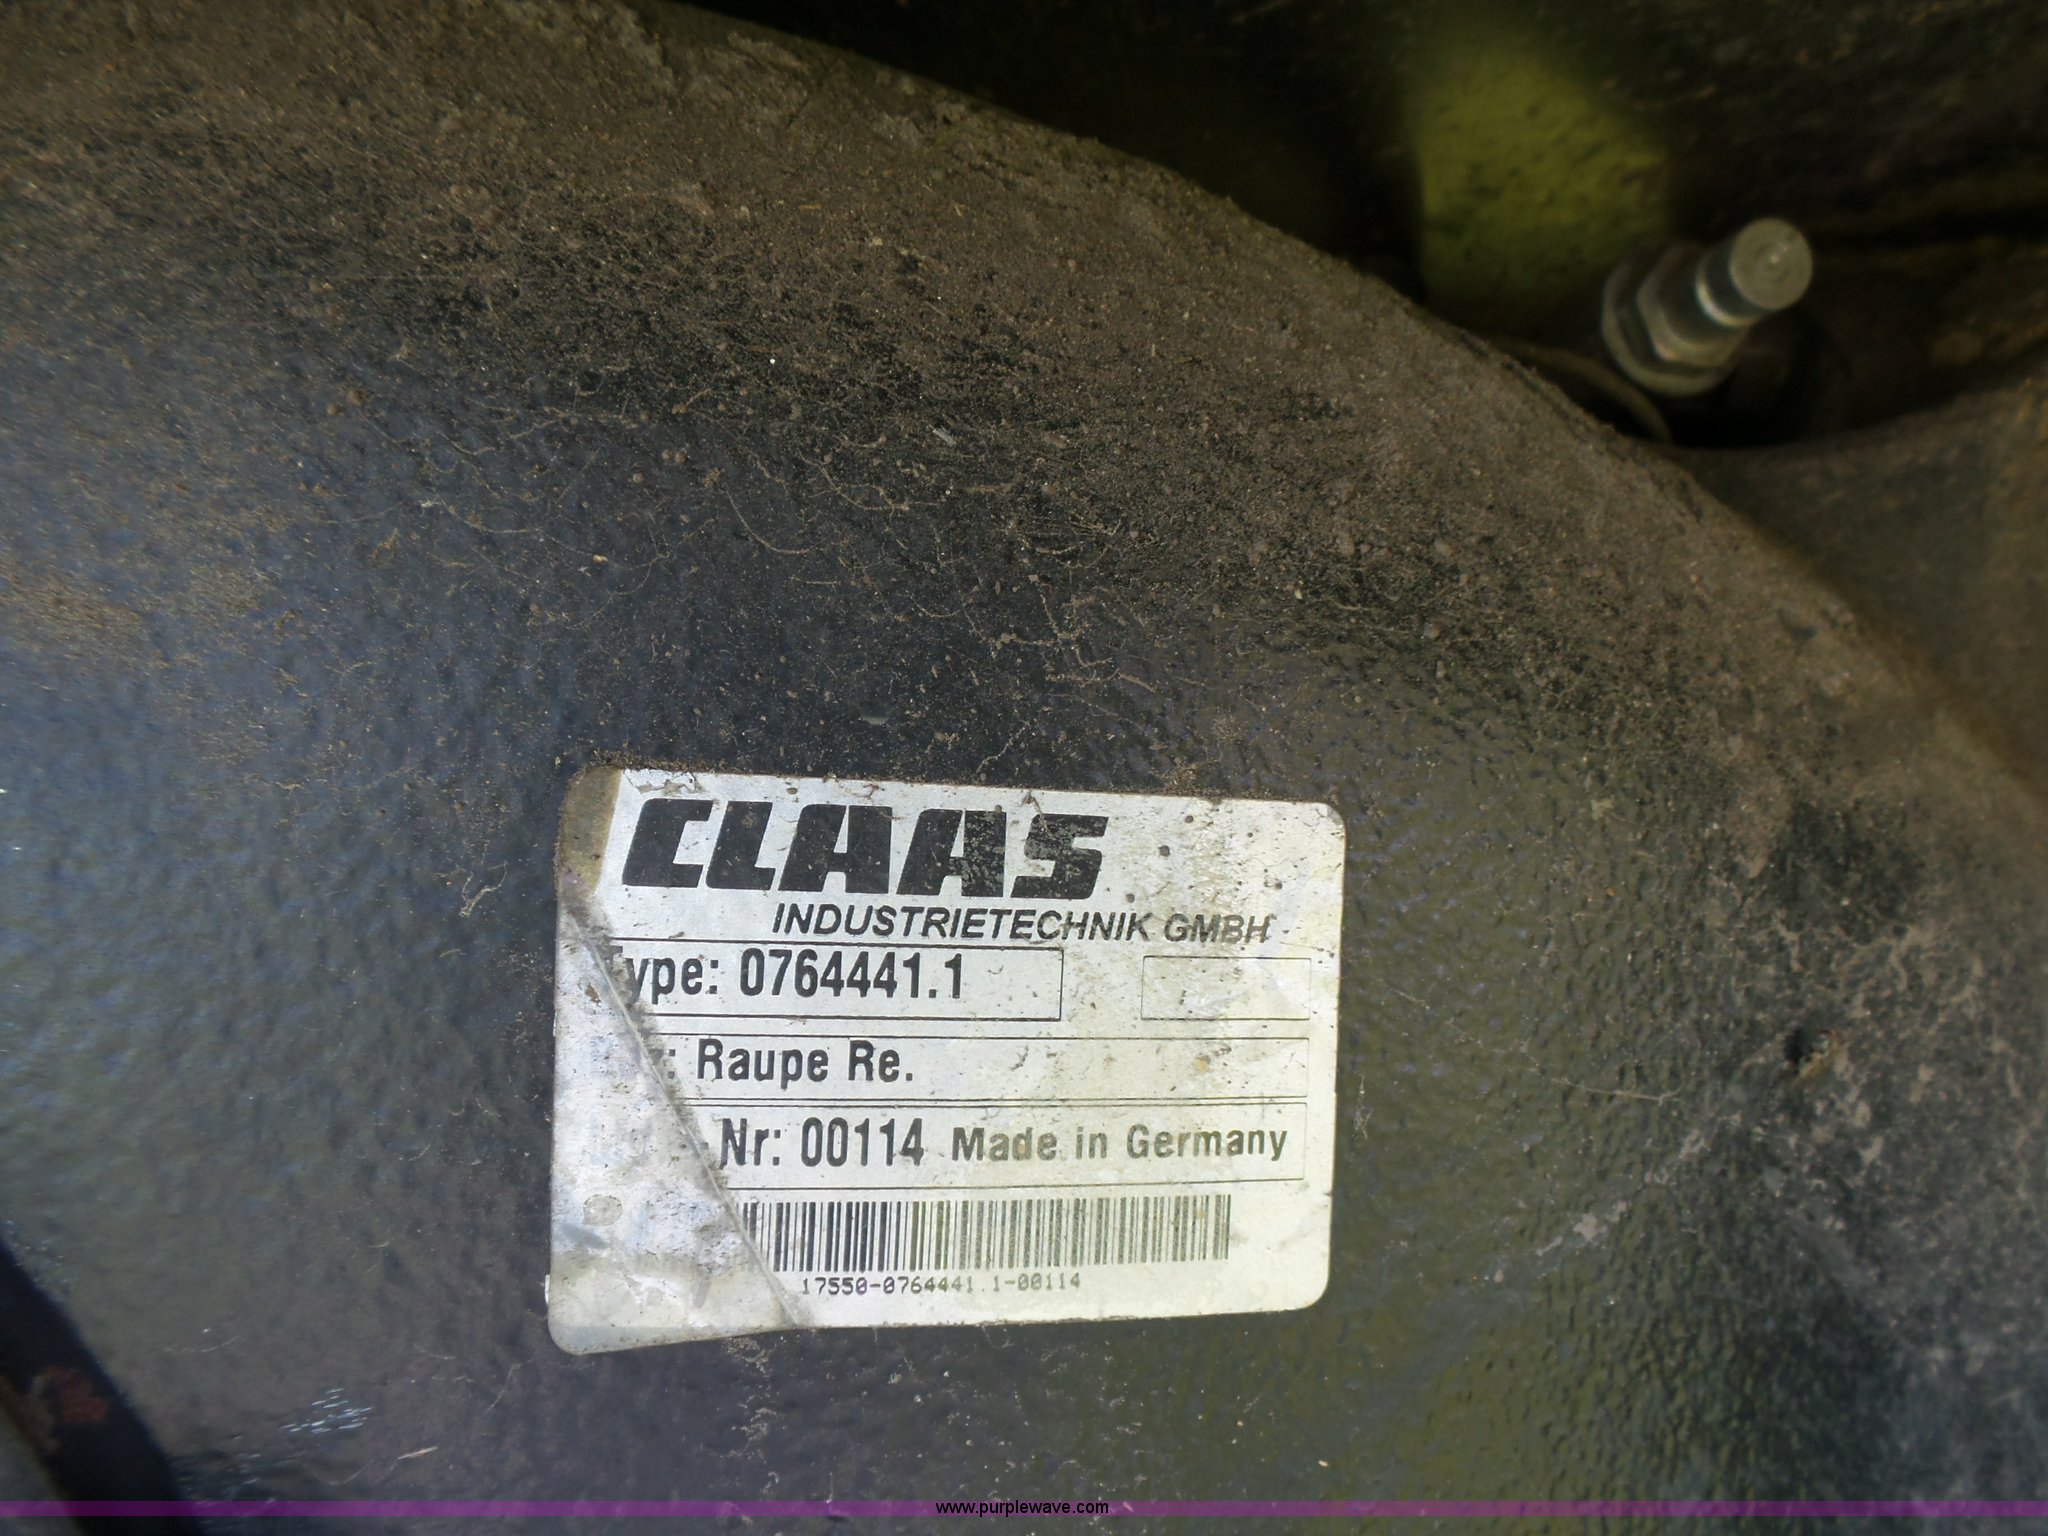 CLAAS
INDUSTRIETECHNIK GMBH
Type: 0764441.1
Raupe Re.
Nr: 00114 Made in Germany
17550-0764441.1-00114
www.purplewave.com